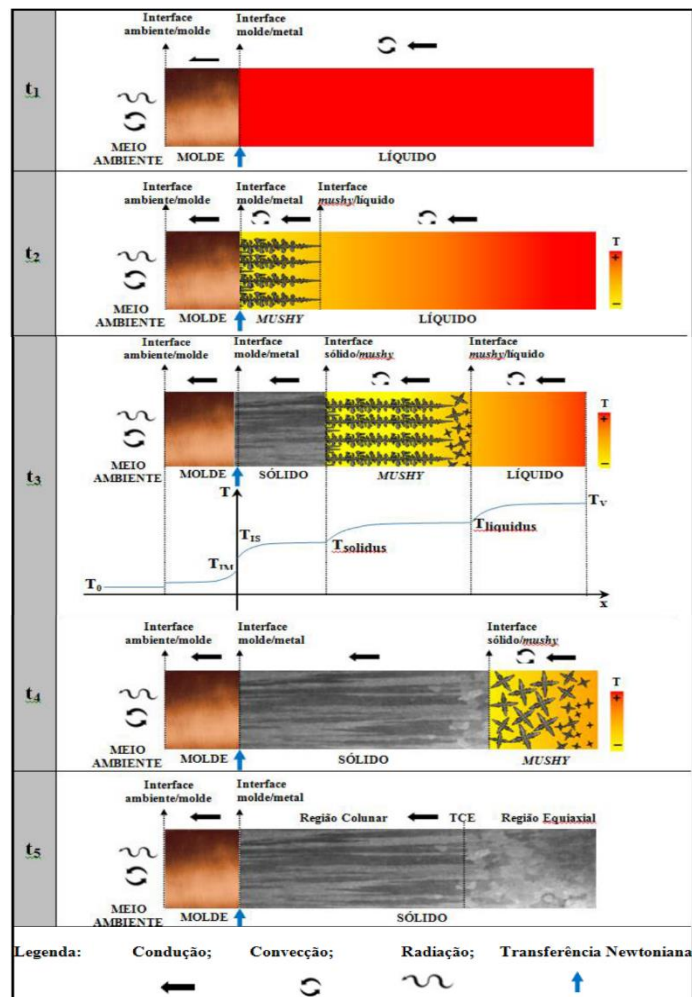 t1
Interface
ambiente/molde
Interface
molde/metal
MEIO
AMBIENTE
MOLDE
LÍQUIDO
t2
Interface
ambiente/molde
Interface
molde/metal
Interface
mushy/líquido
T
+
−
MEIO
AMBIENTE
MOLDE
MUSHY
LÍQUIDO
t3
Interface
ambiente/molde
Interface
molde/metal
Interface
sólido/mushy
Interface
mushy/líquido
T
+
−
MEIO
AMBIENTE
MOLDE
SÓLIDO
MUSHY
LÍQUIDO
T
TV
Tliquidus
TIS
Tsolidus
TIM
T0
x
t4
Interface
ambiente/molde
Interface
molde/metal
Interface
sólido/mushy
T
+
−
MEIO
AMBIENTE
MOLDE
SÓLIDO
MUSHY
t5
Interface
ambiente/molde
Interface
molde/metal
Região Colunar
TCE
Região Equiaxial
MEIO
AMBIENTE
MOLDE
SÓLIDO
Legenda: Condução; Convecção; Radiação; Transferência Newtoniana